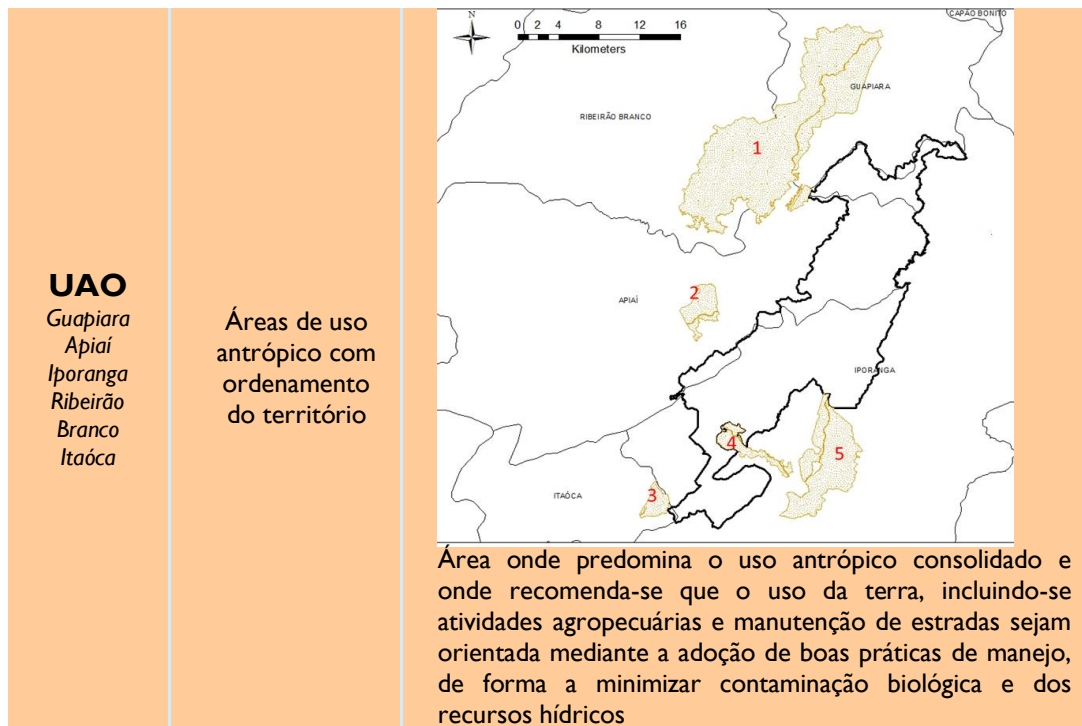 UAO
Guapiara
Apiaí
Iporanga
Ribeirão
Branco
Itaóca
Áreas de uso
antrópico com
ordenamento
do território
N
0 2 4 8 12 16
Kilometers
CAPÃO BONITO
GUAPIARA
RIBEIRÃO BRANCO
1
2
APIAÍ
IPORANGA
4
5
3
ITAÓCA
Área onde predomina o uso antrópico consolidado e
onde recomenda-se que o uso da terra, incluindo-se
atividades agropecuárias e manutenção de estradas sejam
orientada mediante a adoção de boas práticas de manejo,
de forma a minimizar contaminação biológica e dos
recursos hídricos